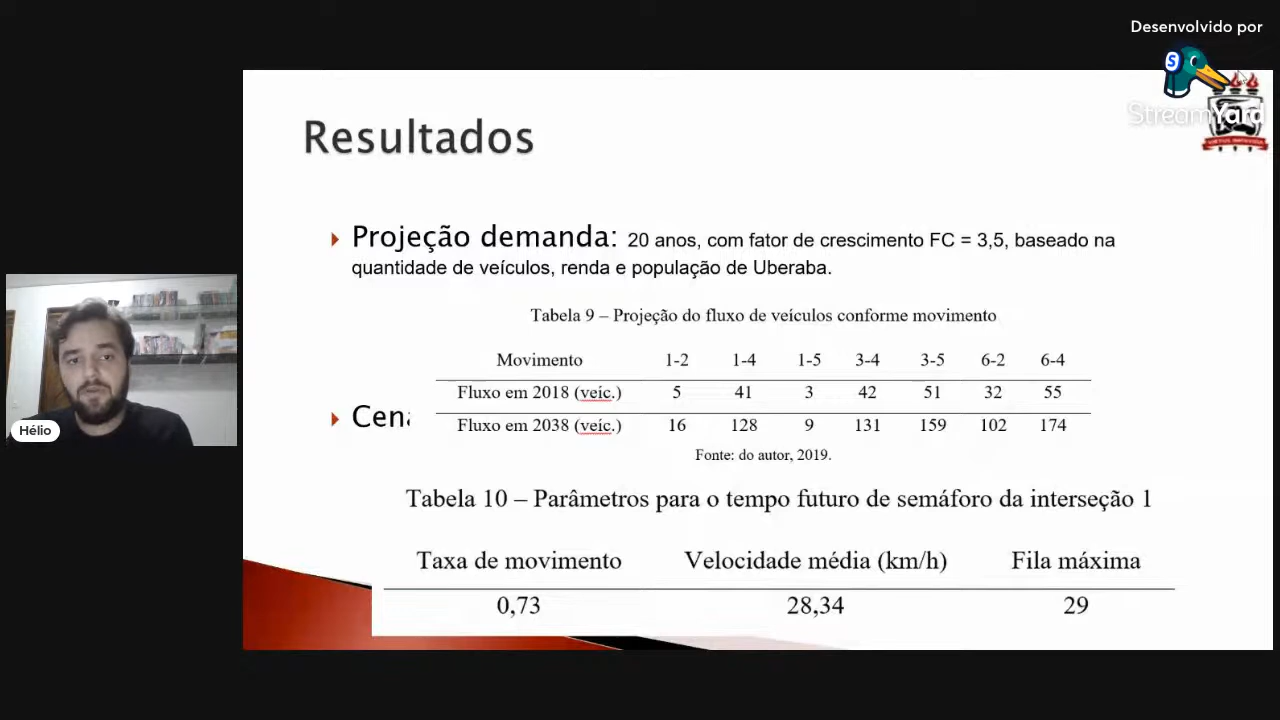 Desenvolvido por
StreamYard
Resultados
Projeção demanda: 20 anos, com fator de crescimento FC = 3,5, baseado na
quantidade de veículos, renda e população de Uberaba.
Tabela 9 – Projeção do fluxo de veículos conforme movimento
Movimento 1-2 1-4 1-5 3-4 3-5 6-2 6-4
Fluxo em 2018 (veíc.) 5 41 3 42 51 32 55
Cená
Fluxo em 2038 (veíc.) 16 128 9 131 159 102 174
Hélio
Fonte: do autor, 2019.
Tabela 10 – Parâmetros para o tempo futuro de semáforo da interseção 1
Taxa de movimento Velocidade média (km/h) Fila máxima
0,73 28,34 29